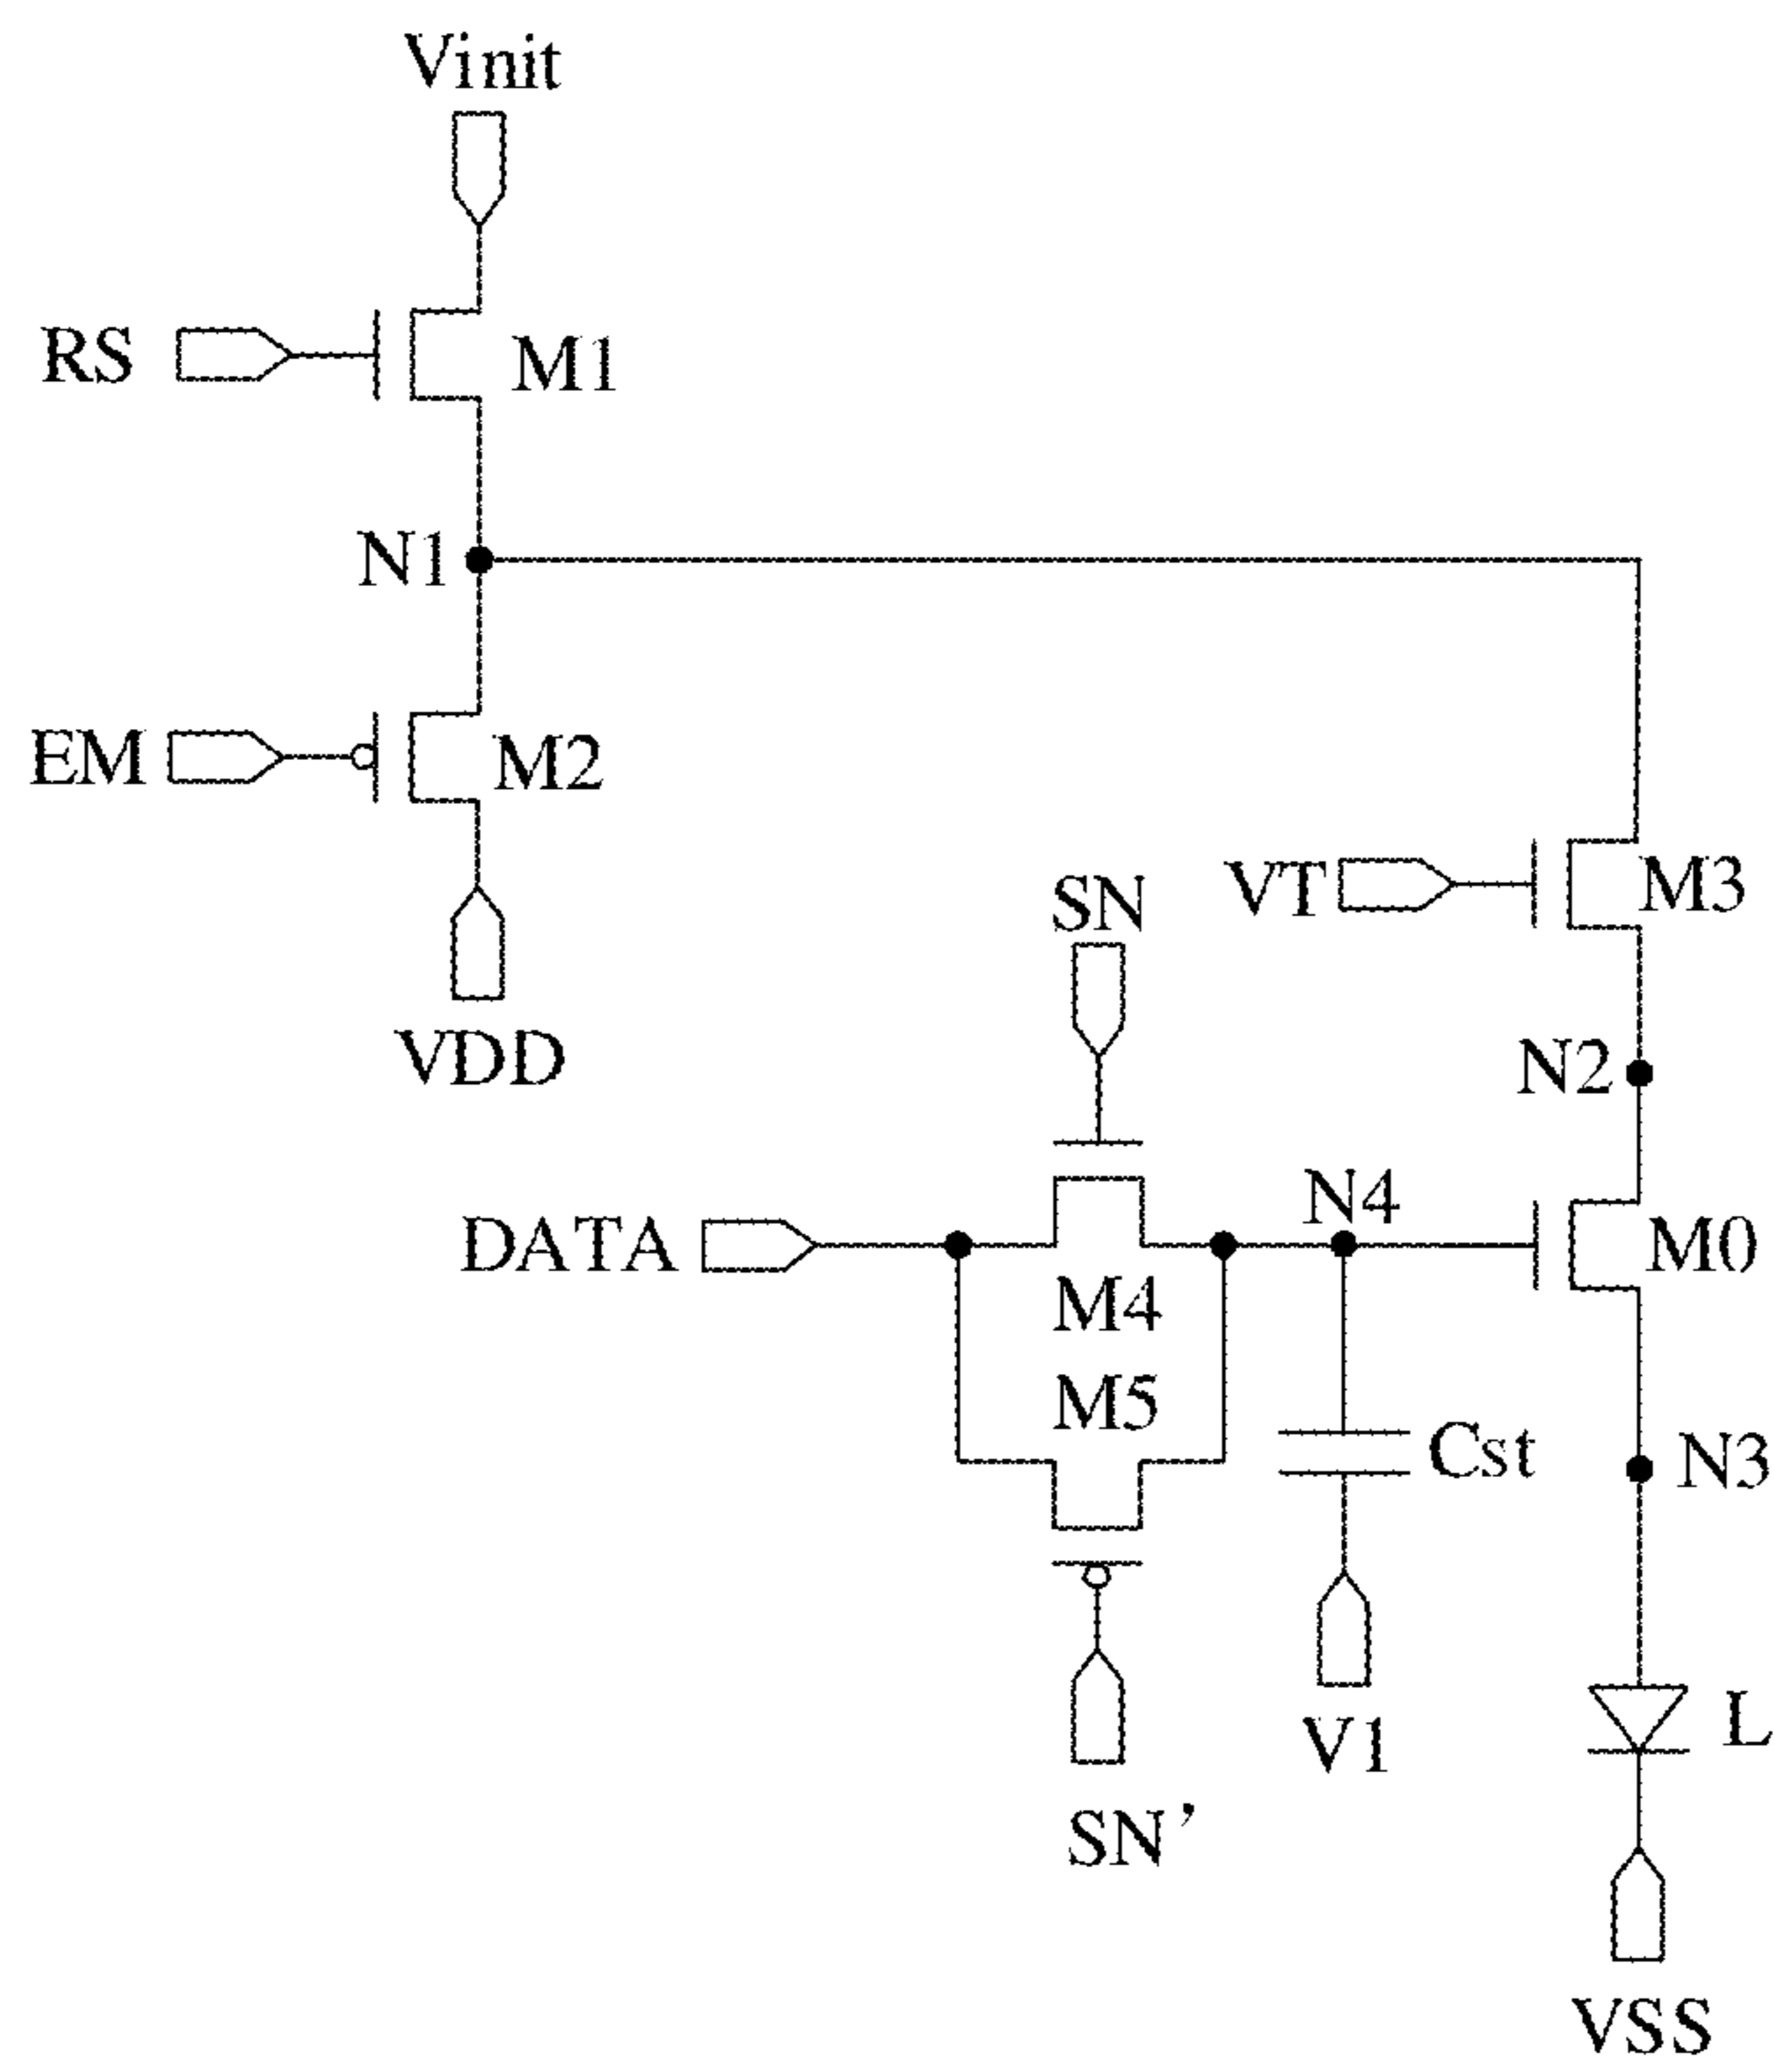 Vinit
RS
M1
N1
EM
M2
VDD
VT
M3
SN
N2
N4
DATA
M0
M4
M5
Cst
N3
V1
L
SN’
VSS